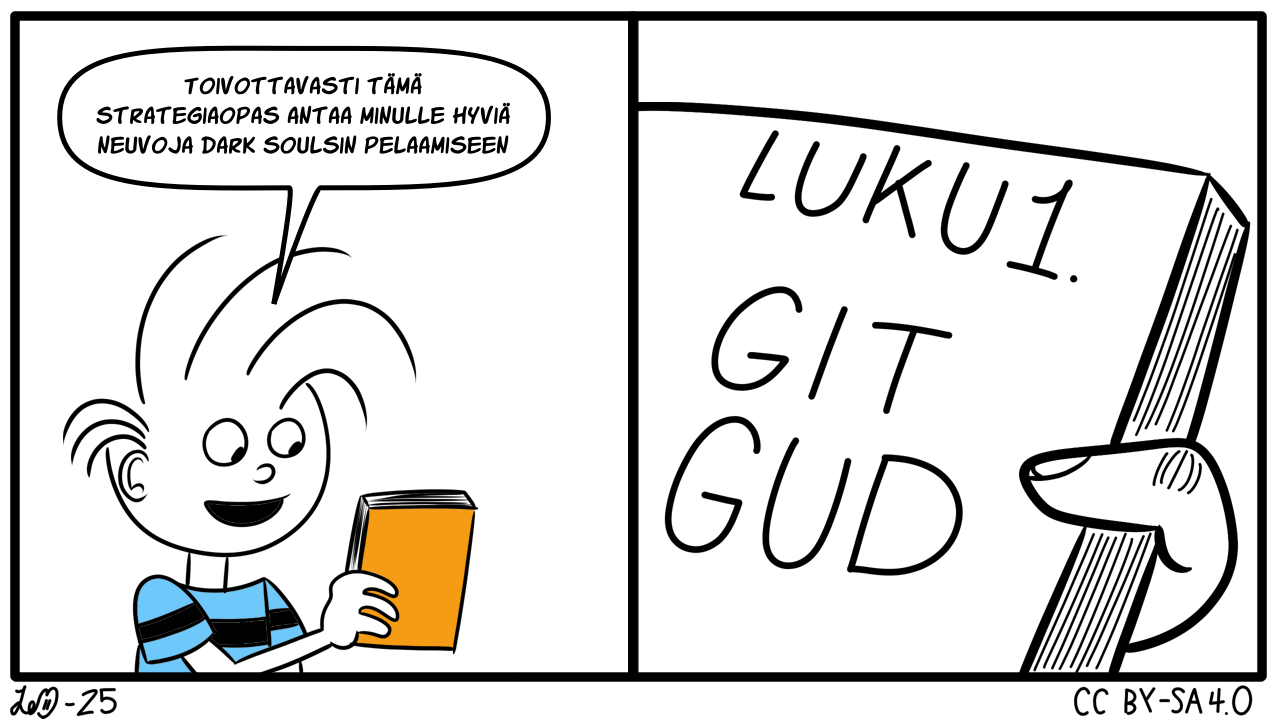 TOIVOTTAVASTI TÄMÄ
STRATEGIAOPAS ANTAA MINULLE HYVIÄ
NEUVOJA DARK SOULSIN PELAAMISEEN
LUKU 1.
GIT
GUD
-25
CC BY-SA 4.0